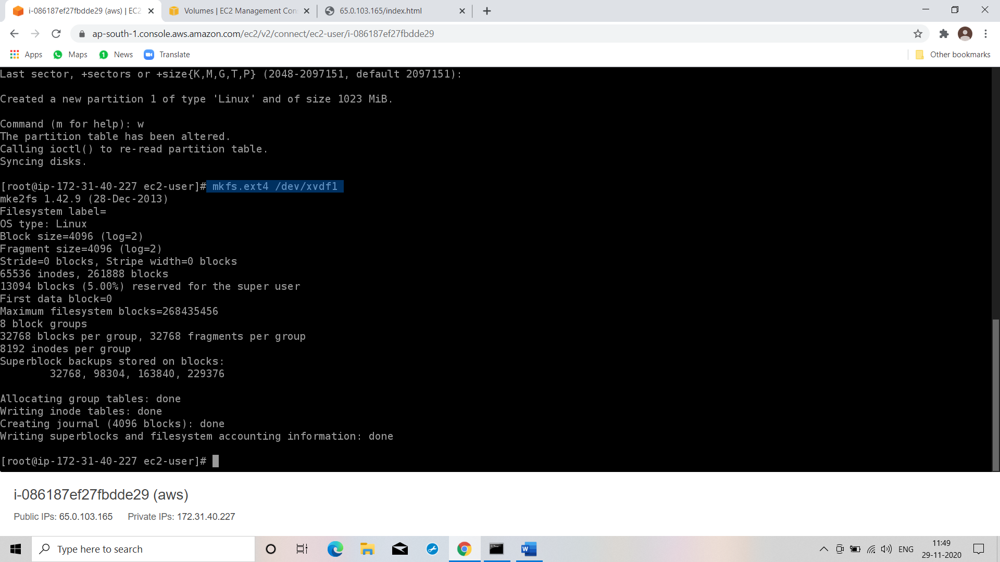 i-086187ef27fbdde29 (aws) | EC2
Volumes | EC2 Management Con
65.0.103.165/index.html
ap-south-1.console.aws.amazon.com/ec2/v2/connect/ec2-user/i-086187ef27fbdde29
Apps
Maps
1
News
Translate
Other bookmarks
Last sector, +sectors or +size{K,M,G,T,P} (2048-2097151, default 2097151):
Created a new partition 1 of type 'Linux' and of size 1023 MiB.
Command (m for help): w
The partition table has been altered.
Calling ioctl() to re-read partition table.
Syncing disks.
[root@ip-172-31-40-227 ec2-user]# mkfs.ext4 /dev/xvdf1
mke2fs 1.42.9 (28-Dec-2013)
Filesystem label=
OS type: Linux
Block size=4096 (log=2)
Fragment size=4096 (log=2)
Stride=0 blocks, Stripe width=0 blocks
65536 inodes, 261888 blocks
13094 blocks (5.00%) reserved for the super user
First data block=0
Maximum filesystem blocks=268435456
8 block groups
32768 blocks per group, 32768 fragments per group
8192 inodes per group
Superblock backups stored on blocks:
32768, 98304, 163840, 229376
Allocating group tables: done
Writing inode tables: done
Creating journal (4096 blocks): done
Writing superblocks and filesystem accounting information: done
[root@ip-172-31-40-227 ec2-user]#
i-086187ef27fbdde29 (aws)
Public IPs: 65.0.103.165 Private IPs: 172.31.40.227
Type here to search
W
ENG
11:49
29-11-2020